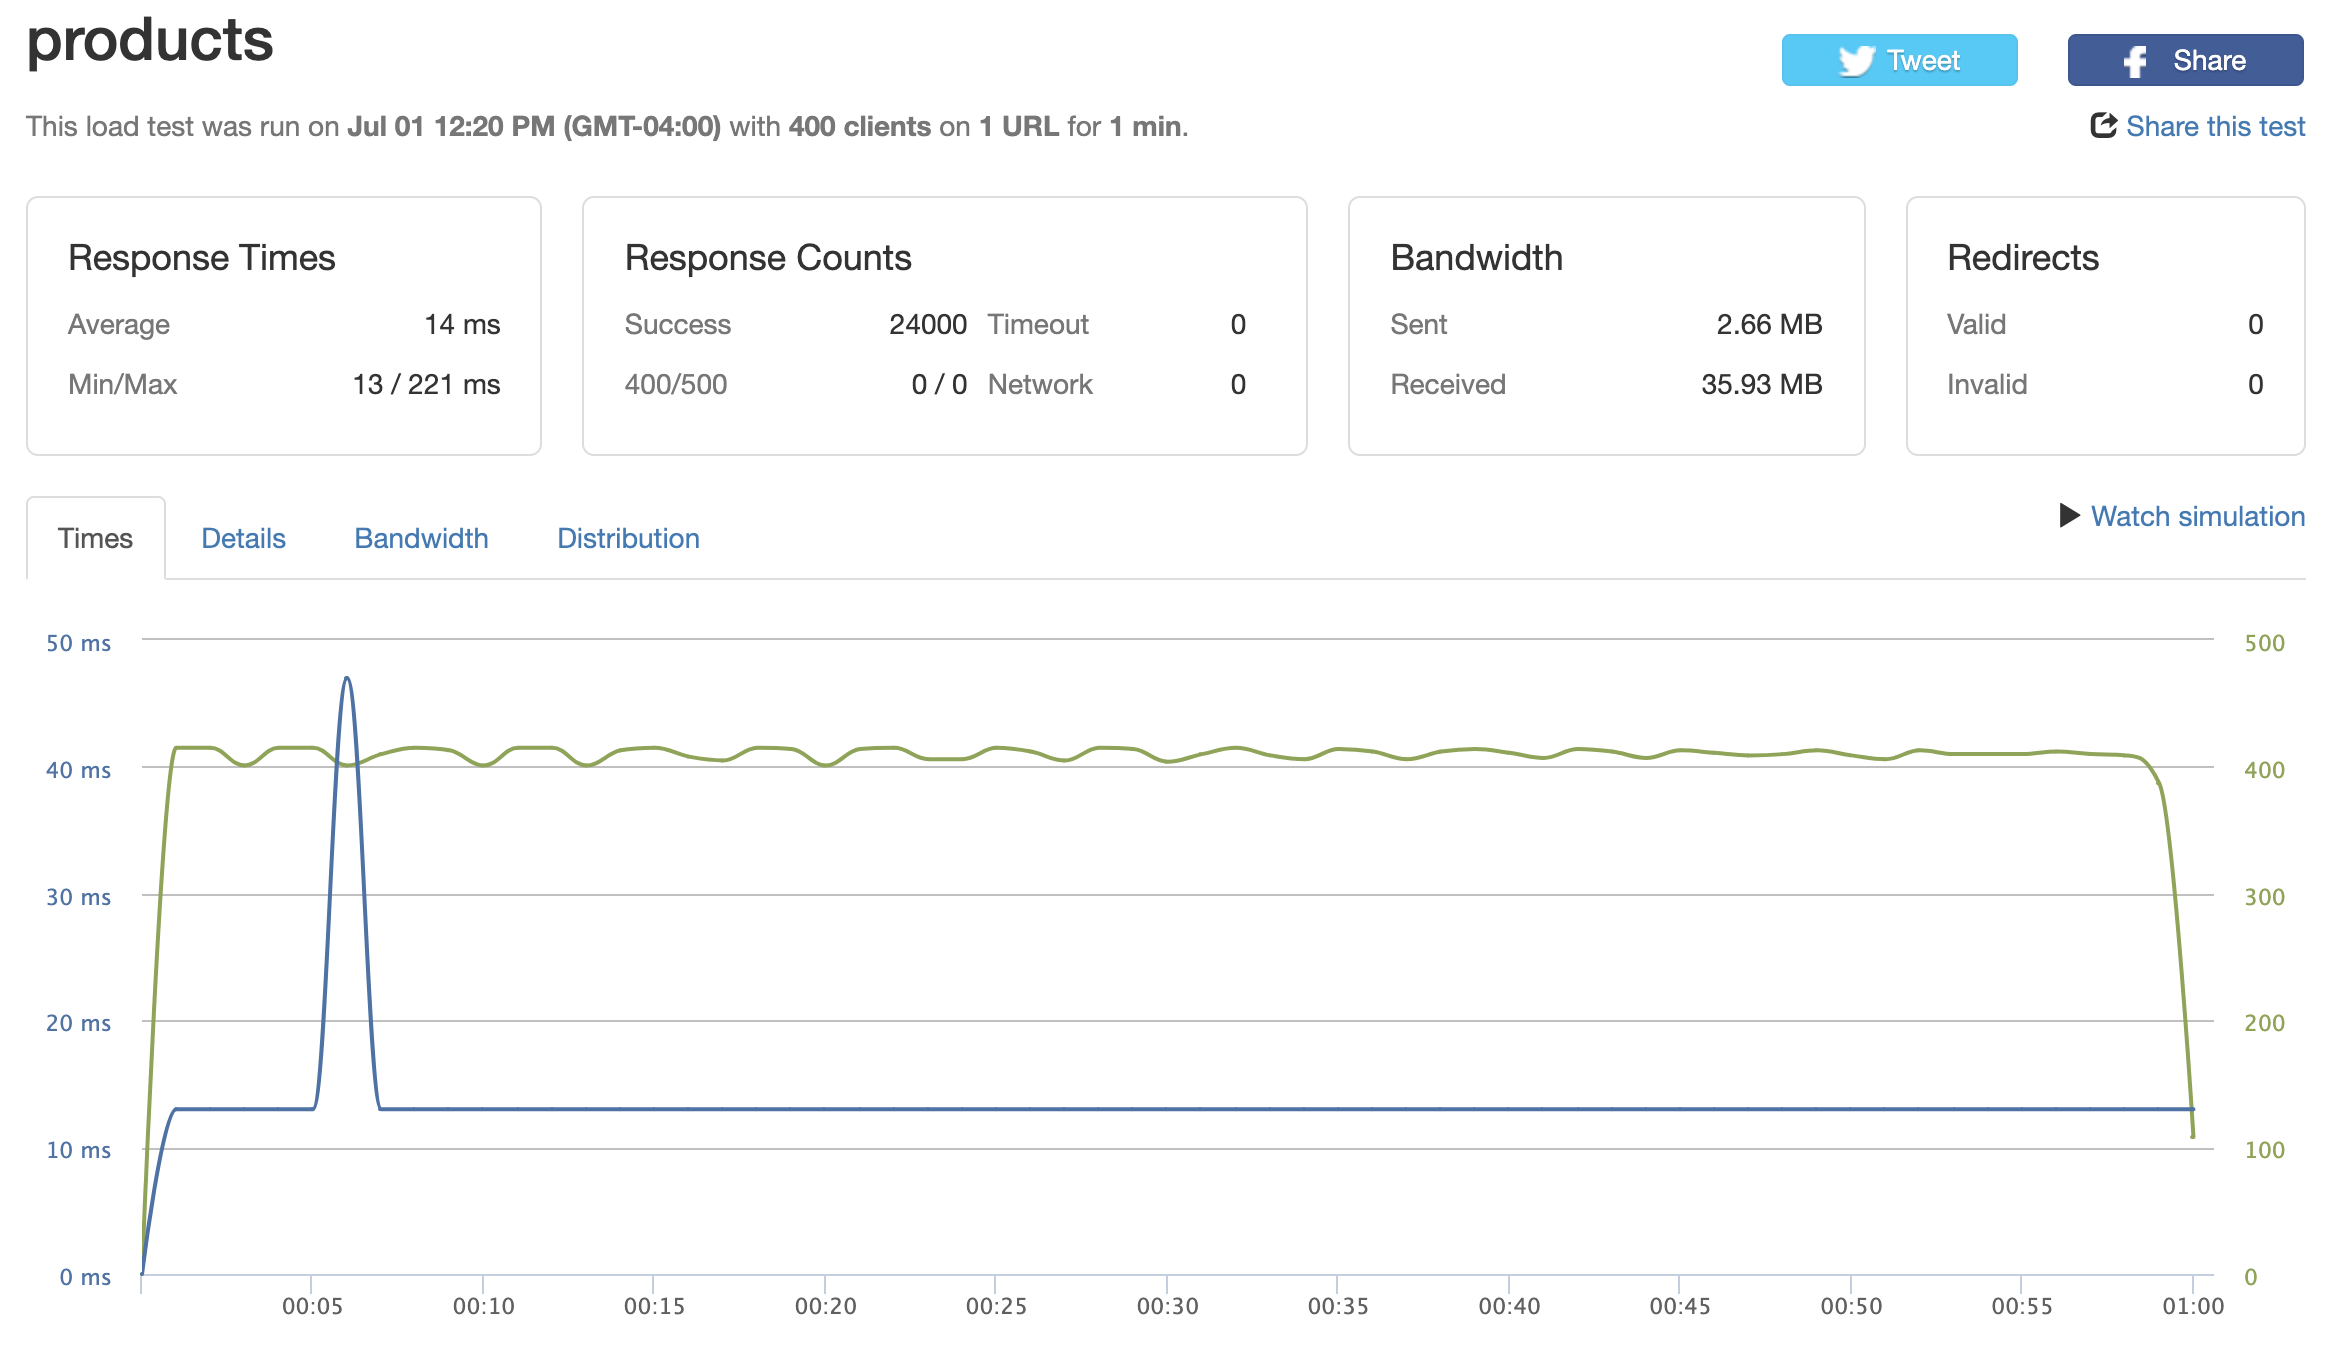 products
Tweet
Share
This load test was run on Jul 01 12:20 PM (GMT-04:00) with 400 clients on 1 URL for 1 min.
Share this test
Response Times
Average 14 ms
Min/Max 13 / 221 ms
Response Counts
Success 24000 Timeout 0
400/500 0 / 0 Network 0
Bandwidth
Sent 2.66 MB
Received 35.93 MB
Redirects
Valid 0
Invalid 0
Times Details Bandwidth Distribution
Watch simulation
50 ms 500
40 ms 400
30 ms 300
20 ms 200
10 ms 100
0 ms 0
00:05 00:10 00:15 00:20 00:25 00:30 00:35 00:40 00:45 00:50 00:55 01:00